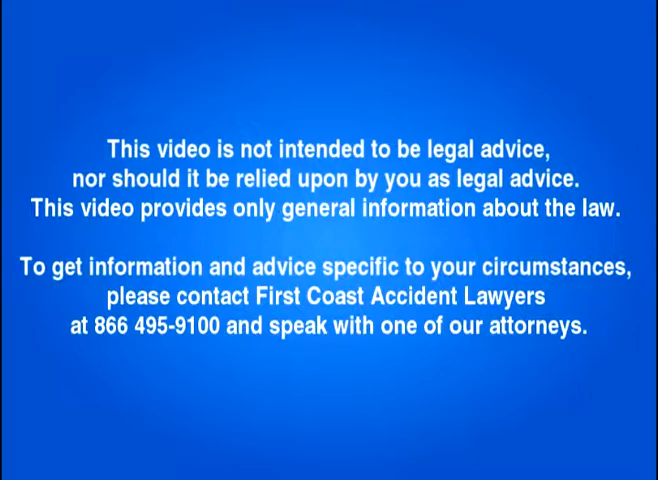 This video is not intended to be legal advice,
nor should it be relied upon by you as legal advice.
This video provides only general information about the law.
To get information and advice specific to your circumstances,
please contact First Coast Accident Lawyers
at 866 495-9100 and speak with one of our attorneys.